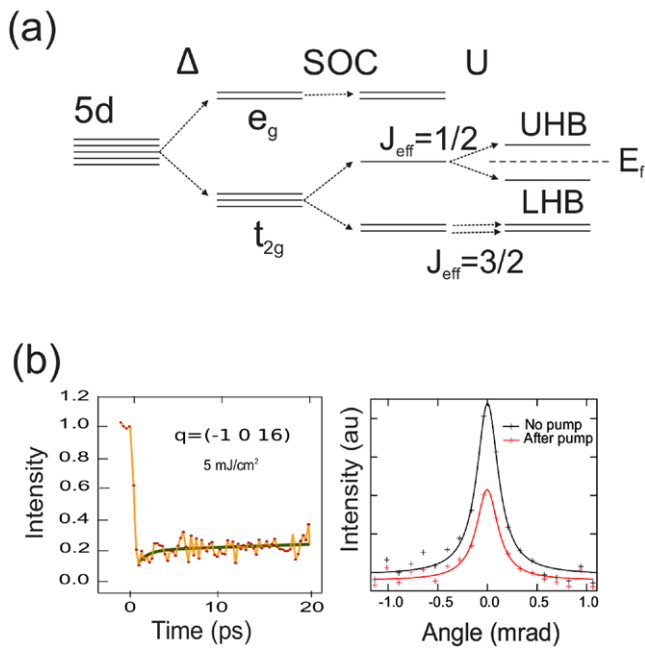 (a)
Δ SOC U
5d
e_g
J_eff=1/2
UHB
E_f
LHB
t_2g
J_eff=3/2
(b)
1.2
1.0
0.8
0.6
0.4
0.2
0.0
Intensity
q=(-1 0 16)
5 mJ/cm²
0 10 20
Time (ps)
Intensity (au)
No pump
After pump
-1.0 -0.5 0.0 0.5 1.0
Angle (mrad)